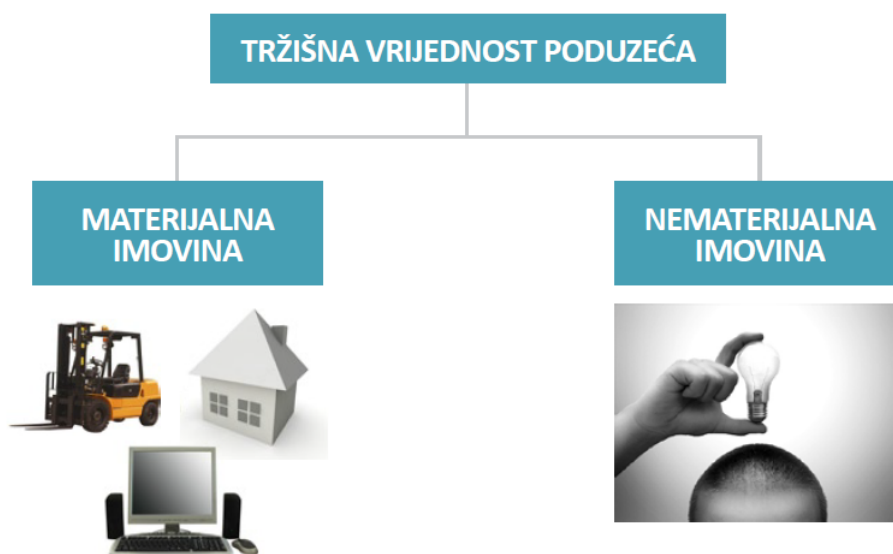 TRŽIŠNA VRIJEDNOST PODUZEĆA
MATERIJALNA
IMOVINA
NEMATERIJALNA
IMOVINA